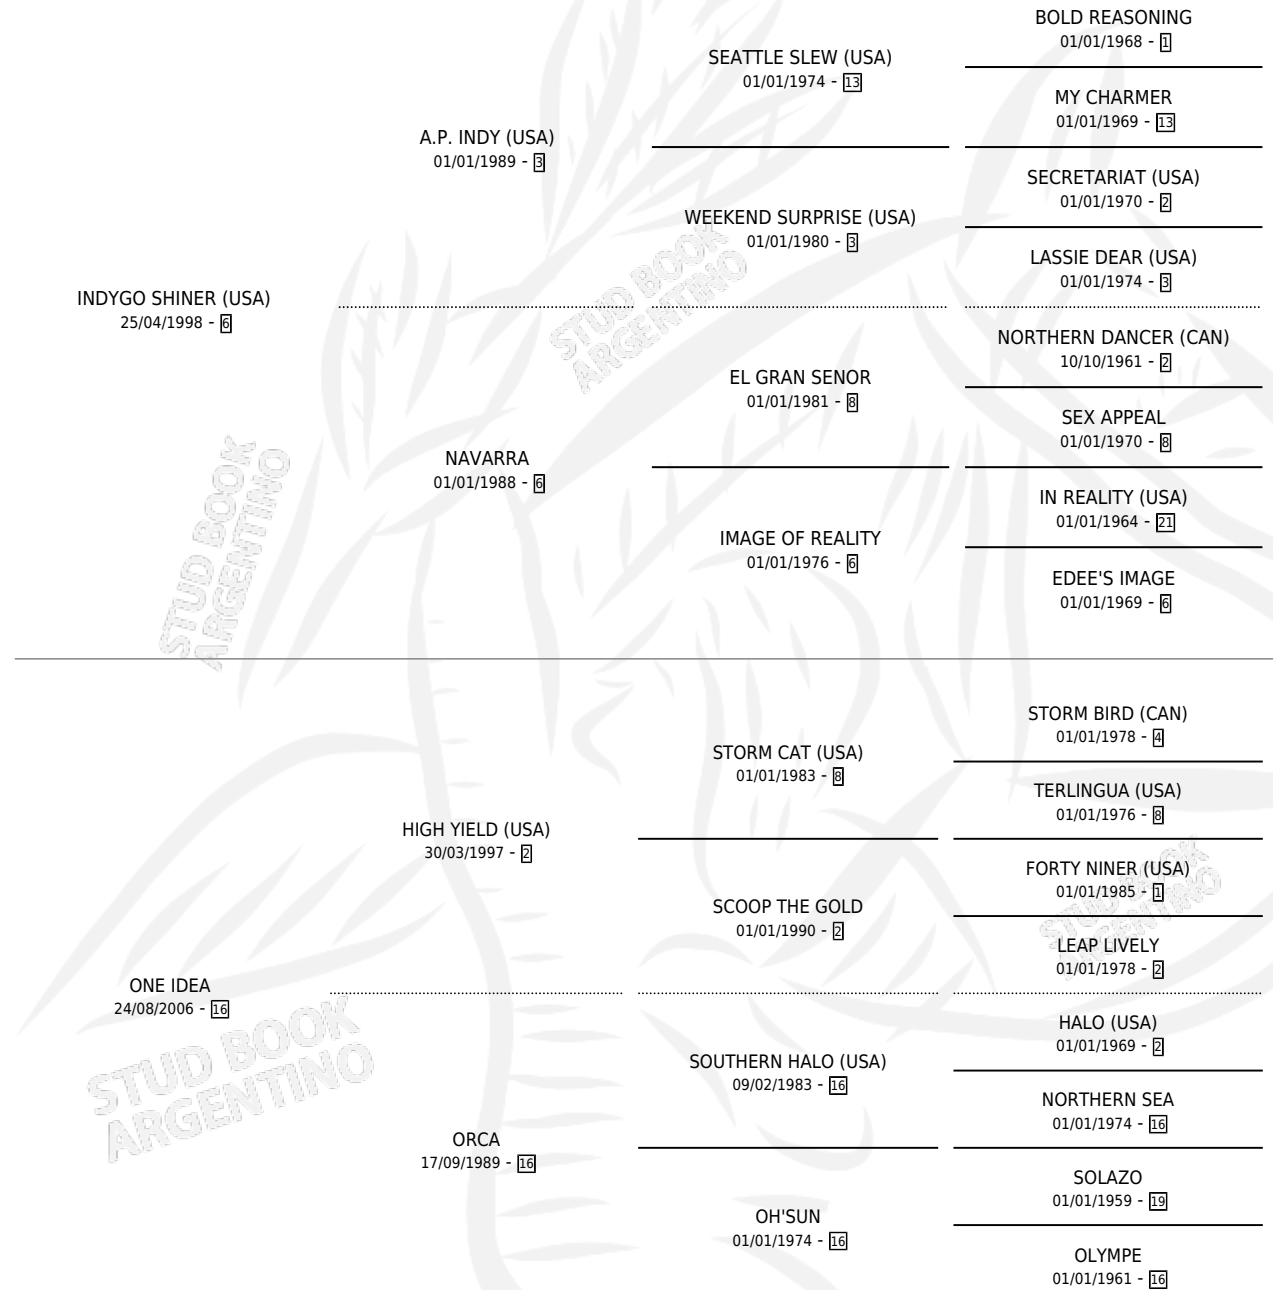 BOLD REASONING
01/01/1968 - 1
SEATTLE SLEW (USA)
01/01/1974 - 13
MY CHARMER
01/01/1969 - 13
A.P. INDY (USA)
01/01/1989 - 3
SECRETARIAT (USA)
01/01/1970 - 2
WEEKEND SURPRISE (USA)
01/01/1980 - 3
LASSIE DEAR (USA)
01/01/1974 - 3
INDYGO SHINER (USA)
25/04/1998 - 6
STUD BOOK
ARGENTINO
NORTHERN DANCER (CAN)
10/10/1961 - 2
EL GRAN SENOR
01/01/1981 - 8
SEX APPEAL
01/01/1970 - 8
NAVARRA
01/01/1988 - 6
IN REALITY (USA)
01/01/1964 - 21
IMAGE OF REALITY
01/01/1976 - 6
EDEE'S IMAGE
01/01/1969 - 6
STUD BOOK
ARGENTINO
STORM BIRD (CAN)
01/01/1978 - 4
STORM CAT (USA)
01/01/1983 - 8
TERLINGUA (USA)
01/01/1976 - 8
HIGH YIELD (USA)
30/03/1997 - 2
FORTY NINER (USA)
01/01/1985 - 1
SCOOP THE GOLD
01/01/1990 - 2
STUD BOOK
ARGENTINO
LEAP LIVELY
01/01/1978 - 2
ONE IDEA
24/08/2006 - 16
HALO (USA)
01/01/1969 - 2
STUD BOOK
ARGENTINO
SOUTHERN HALO (USA)
09/02/1983 - 16
NORTHERN SEA
01/01/1974 - 16
ORCA
17/09/1989 - 16
SOLAZO
01/01/1959 - 19
OH'SUN
01/01/1974 - 16
OLYMPE
01/01/1961 - 16